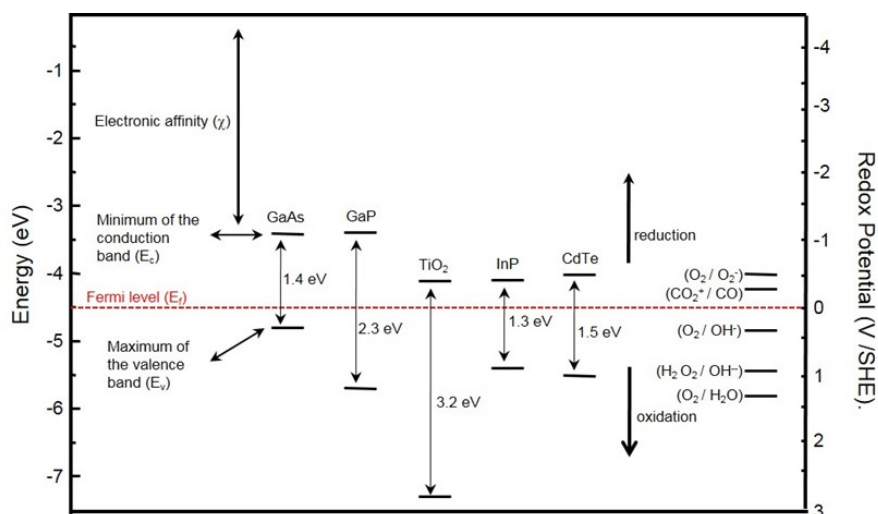 Energy (eV)
-1
-2
-3
-4
-5
-6
-7
Electronic affinity (χ)
Minimum of the
conduction
band (E꜀)
Fermi level (E_f)
Maximum of
the valence
band (Eᵥ)
GaAs
1.4 eV
GaP
2.3 eV
TiO₂
3.2 eV
InP
1.3 eV
CdTe
1.5 eV
reduction
oxidation
(O₂ / O₂⁻)
(CO₂⁺ / CO)
(O₂ / OH⁻)
(H₂ O₂ / OH⁻)
(O₂ / H₂O)
-4
-3
-2
-1
0
1
2
3
Redox Potential (V /SHE).